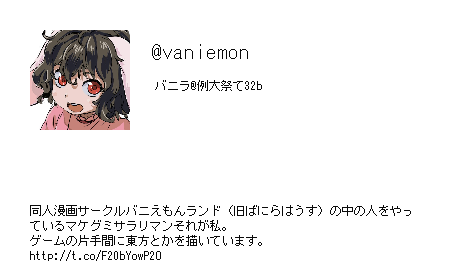 @vaniemon
バニラ@例大祭て32b
同人漫画サークルバニえもんランド（旧ばにらはうす）の中の人をやっ
ているマケグミサラリマンそれが私。
ゲームの片手間に東方とかを描いています。
http://t.co/F20bYowP20